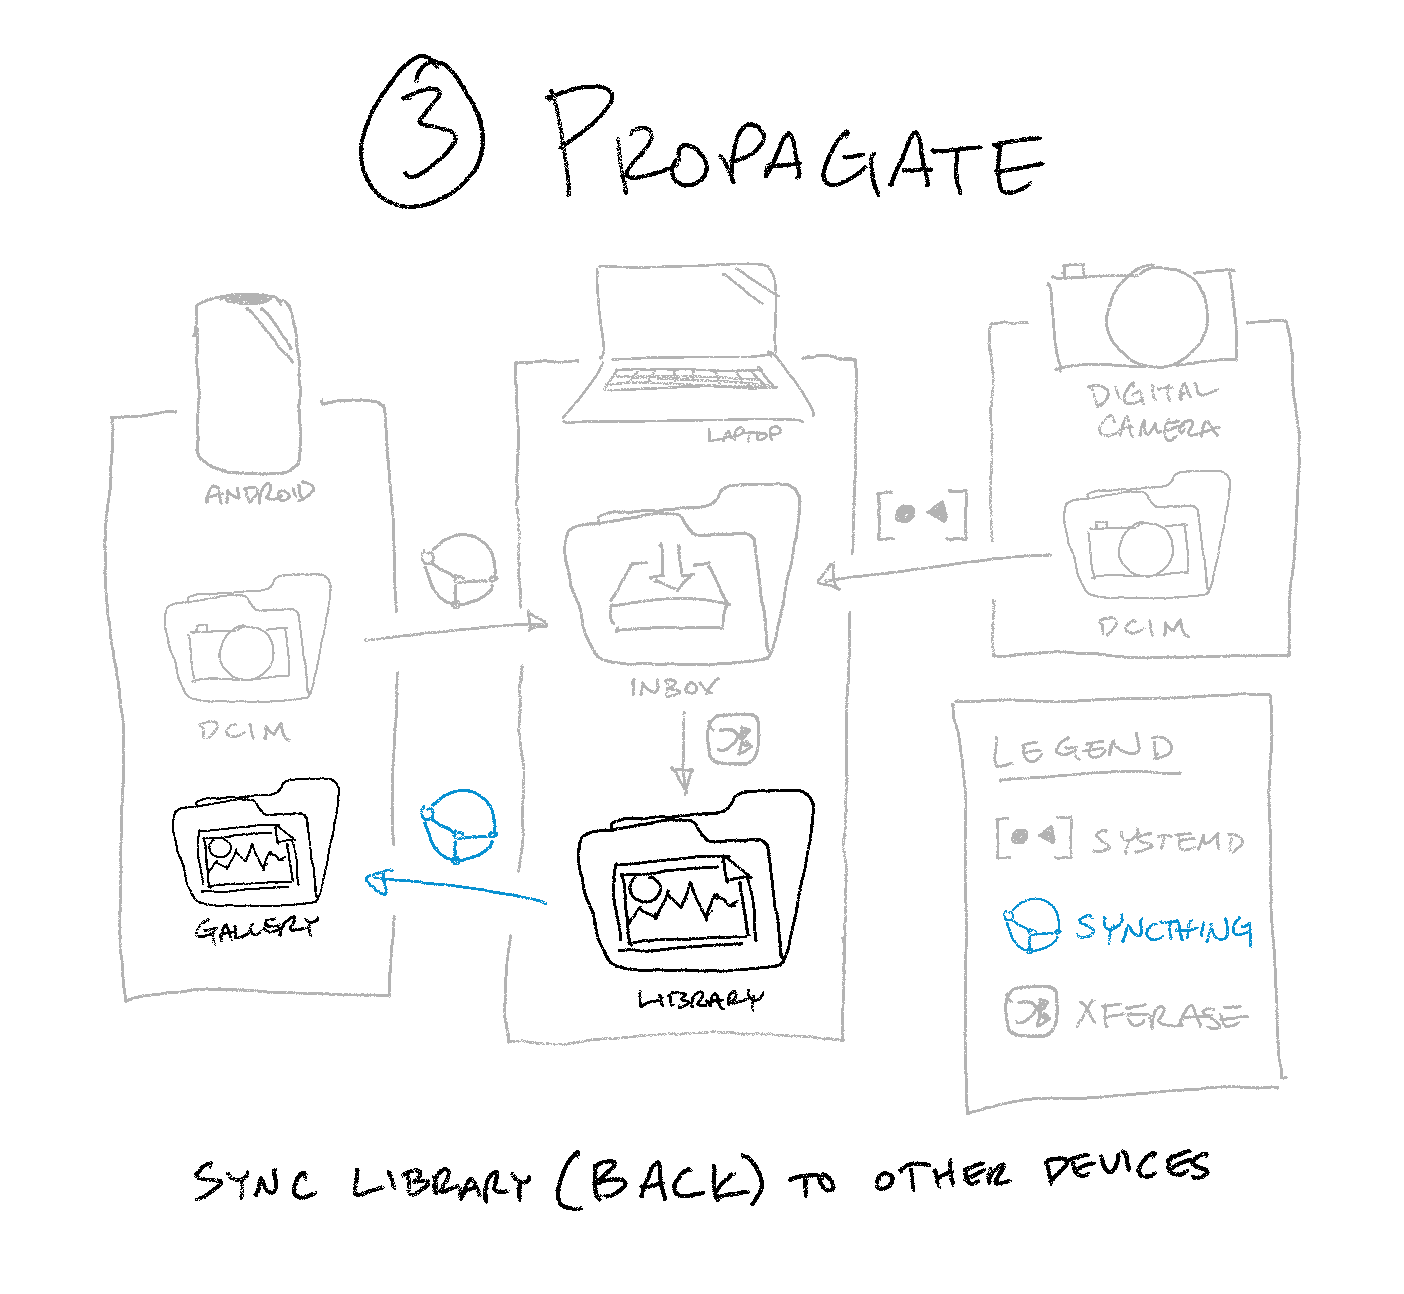 3 PROPAGATE
LAPTOP
DIGITAL
CAMERA
ANDROID
DCIM
INBOX
DCIM
GALLERY
LIBRARY
LEGEND
[●◀] SYSTEMD
SYNCTHING
XFERASE
SYNC LIBRARY (BACK) TO OTHER DEVICES